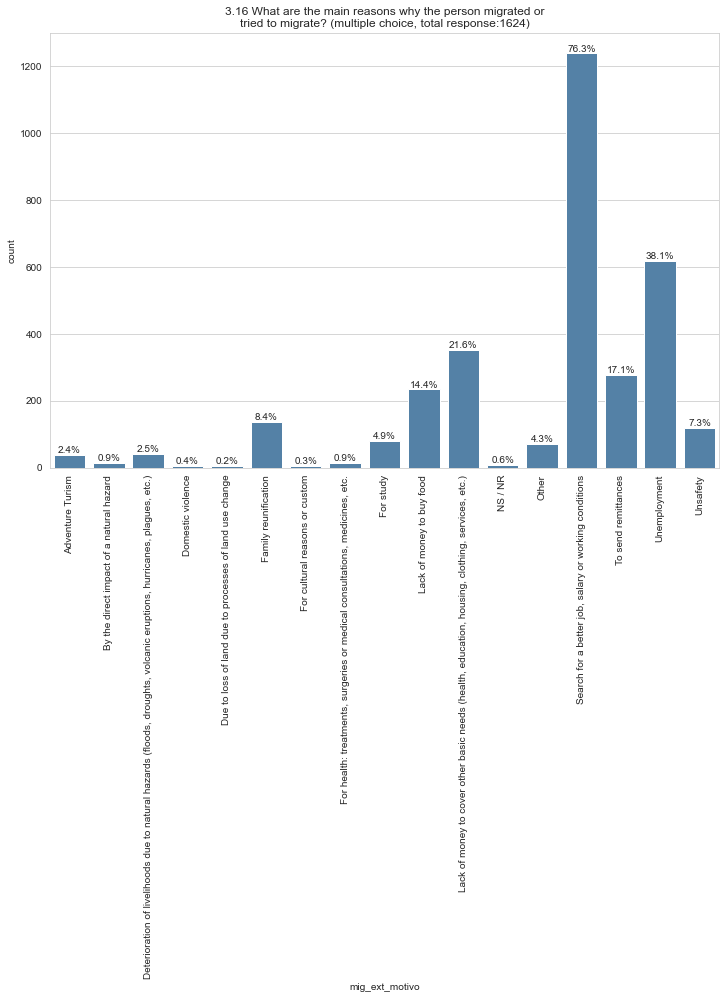 3.16 What are the main reasons why the person migrated or
tried to migrate? (multiple choice, total response:1624)
count
1200
1000
800
600
400
200
0
2.4%
0.9%
2.5%
0.4%
0.2%
8.4%
0.3%
0.9%
4.9%
14.4%
21.6%
0.6%
4.3%
76.3%
17.1%
38.1%
7.3%
Adventure Turism
By the direct impact of a natural hazard
Deterioration of livelihoods due to natural hazards (floods, droughts, volcanic eruptions, hurricanes, plagues, etc.)
Domestic violence
Due to loss of land due to processes of land use change
Family reunification
For cultural reasons or custom
For health: treatments, surgeries or medical consultations, medicines, etc.
For study
Lack of money to buy food
Lack of money to cover other basic needs (health, education, housing, clothing, services, etc.)
NS / NR
Other
Search for a better job, salary or working conditions
To send remittances
Unemployment
Unsafety
mig_ext_motivo